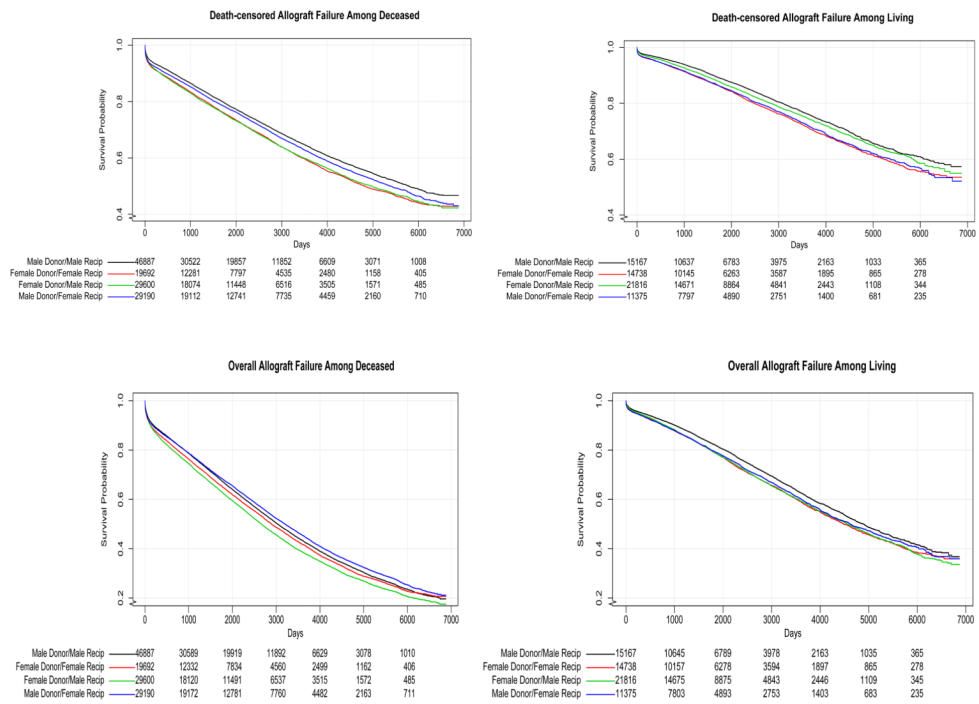 Death-censored Allograft Failure Among Deceased
Survival Probability
1.0
0.8
0.6
0.4
0 1000 2000 3000 4000 5000 6000 7000
Days
Male Donor/Male Recip 46887 30522 19857 11852 6609 3071 1008
Female Donor/Female Recip 19692 12281 7797 4535 2480 1158 405
Female Donor/Male Recip 29600 18074 11448 6516 3505 1571 485
Male Donor/Female Recip 29190 19112 12741 7735 4459 2160 710
Death-censored Allograft Failure Among Living
Survival Probability
1.0
0.8
0.6
0.4
0 1000 2000 3000 4000 5000 6000 7000
Days
Male Donor/Male Recip 15167 10637 6783 3975 2163 1033 365
Female Donor/Female Recip 14738 10145 6263 3587 1895 865 278
Female Donor/Male Recip 21816 14671 8864 4841 2443 1108 344
Male Donor/Female Recip 11375 7797 4890 2751 1400 681 235
Overall Allograft Failure Among Deceased
Survival Probability
1.0
0.8
0.6
0.4
0.2
0 1000 2000 3000 4000 5000 6000 7000
Days
Male Donor/Male Recip 46887 30589 19919 11892 6629 3078 1010
Female Donor/Female Recip 19692 12332 7834 4560 2499 1162 406
Female Donor/Male Recip 29600 18120 11491 6537 3515 1572 485
Male Donor/Female Recip 29190 19172 12781 7760 4482 2163 711
Overall Allograft Failure Among Living
Survival Probability
1.0
0.8
0.6
0.4
0.2
0 1000 2000 3000 4000 5000 6000 7000
Days
Male Donor/Male Recip 15167 10645 6789 3978 2163 1035 365
Female Donor/Female Recip 14738 10157 6278 3594 1897 865 278
Female Donor/Male Recip 21816 14675 8875 4843 2446 1109 345
Male Donor/Female Recip 11375 7803 4893 2753 1403 683 235